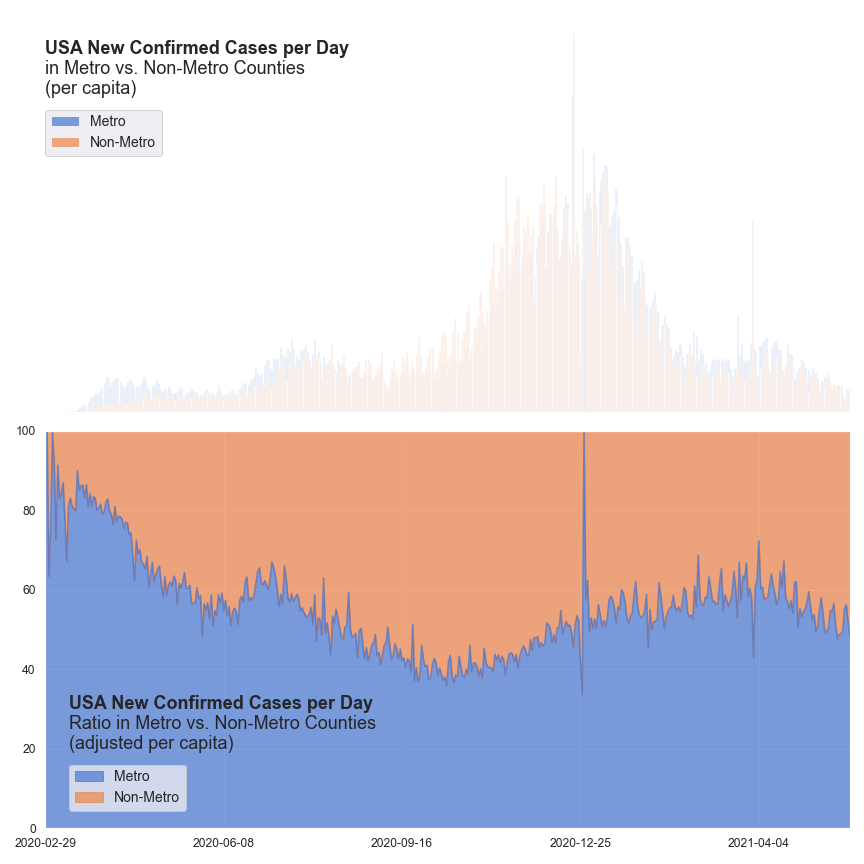 USA New Confirmed Cases per Day
in Metro vs. Non-Metro Counties
(per capita)
Metro
Non-Metro
100
80
60
40
20
0
USA New Confirmed Cases per Day
Ratio in Metro vs. Non-Metro Counties
(adjusted per capita)
Metro
Non-Metro
2020-02-29
2020-06-08
2020-09-16
2020-12-25
2021-04-04